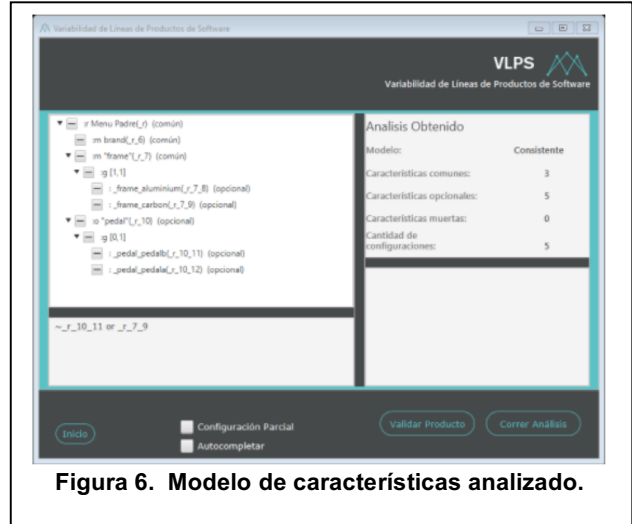 Variabilidad de Lineas de Productos de Software
VLPS
Variabilidad de Lineas de Productos de Software
:r Menu Padre(_r) (común)
:m brand(_r_6) (común)
:m "frame"(_r_7) (común)
:g [1,1]
: _frame_aluminium(_r_7_8) (opcional)
: _frame_carbon(_r_7_9) (opcional)
:o "pedal"(_r_10) (opcional)
:g [0,1]
: _pedal_pedalb(_r_10_11) (opcional)
: _pedal_pedala(_r_10_12) (opcional)
~_r_10_11 or _r_7_9
Analisis Obtenido
Modelo: Consistente
Características comunes: 3
Características opcionales: 5
Características muertas: 0
Cantidad de
configuraciones: 5
Inicio
Configuración Parcial
Autocompletar
Validar Producto
Correr Análisis
Figura 6. Modelo de características analizado.